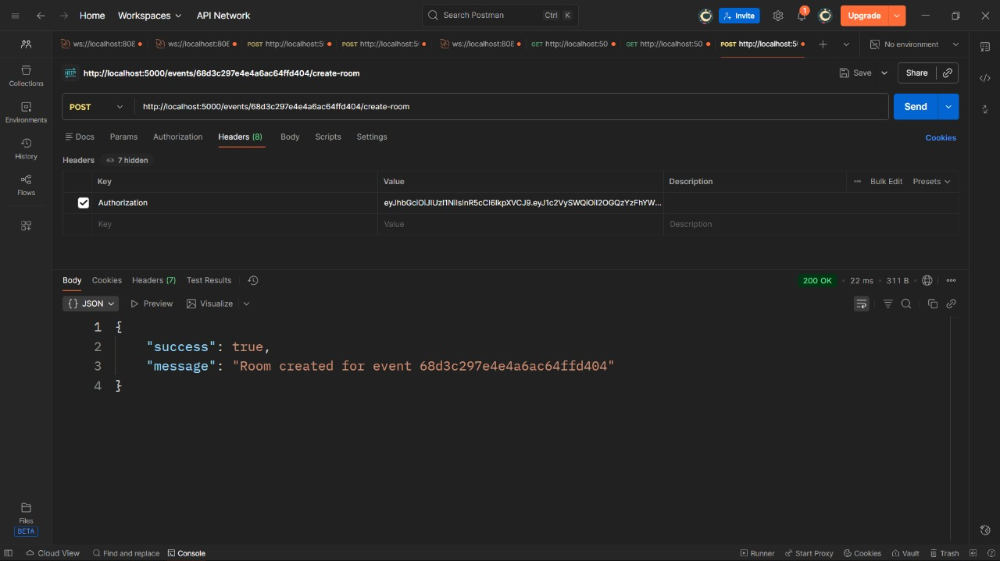 Home Workspaces API Network Search Postman Ctrl K Invite 1 Upgrade
ws://localhost:808 ws://localhost:808 POST http://localhost:5 POST http://localhost:5 ws://localhost:808 GET http://localhost:50 GET http://localhost:50 POST http://localhost:50 No environment
HTTP http://localhost:5000/events/68d3c297e4e4a6ac64ffd404/create-room Save Share
Collections
Environments
History
Flows
POST http://localhost:5000/events/68d3c297e4e4a6ac64ffd404/create-room Send
Docs Params Authorization Headers (8) Body Scripts Settings Cookies
Headers 7 hidden
Key Value Description Bulk Edit Presets
Authorization eyJhbGciOiJIUzI1NiIsInR5cCI6IkpXVCJ9.eyJ1c2VySWQiOiI2OGQzYzFhYW...
Key Value Description
Body Cookies Headers (7) Test Results 200 OK 22 ms 311 B
{} JSON Preview Visualize
1 {
2 "success": true,
3 "message": "Room created for event 68d3c297e4e4a6ac64ffd404"
4 }
Files
BETA
Cloud View Find and replace Console Runner Start Proxy Cookies Vault Trash